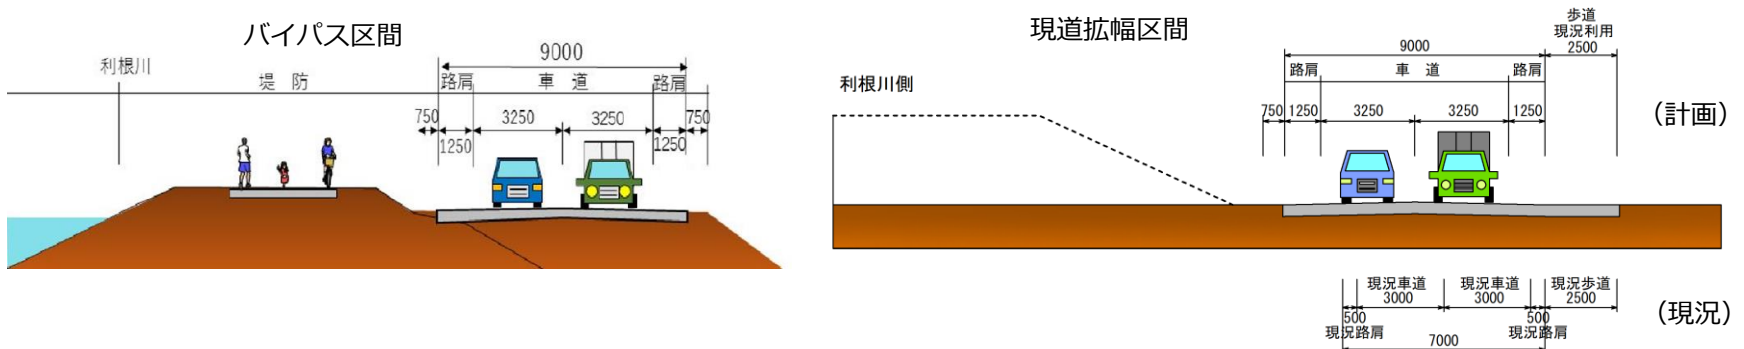 バイパス区間
9000
利根川
堤 防
路肩
車 道
路肩
750
3250
3250
750
1250
1250
現道拡幅区間
歩道
現況利用
9000
2500
路肩
車 道
路肩
利根川側
750
1250
3250
3250
1250
（計画）
現況車道
現況車道
現況歩道
3000
3000
2500
500
500
現況路肩
現況路肩
7000
（現況）